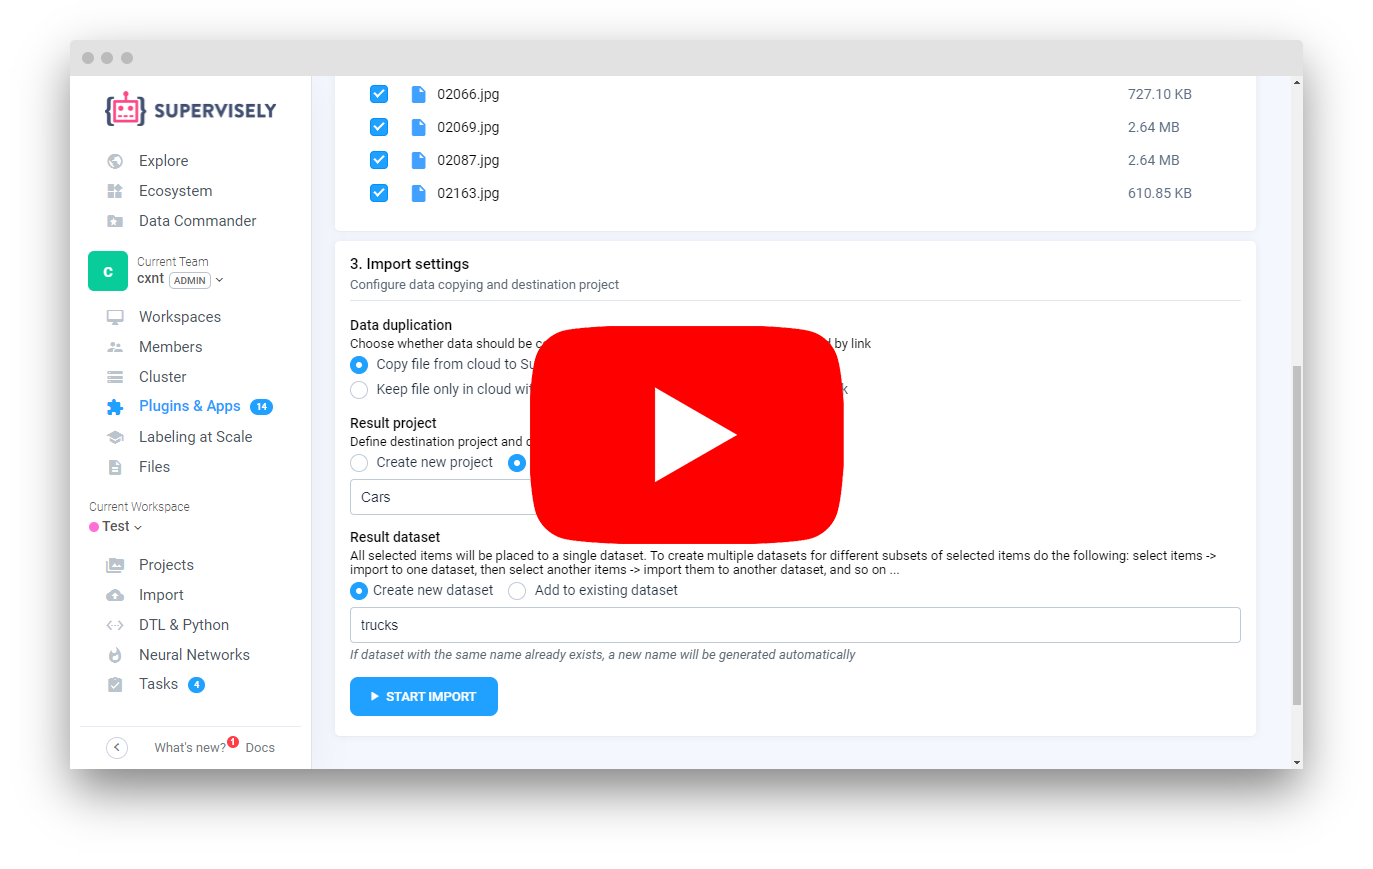 SUPERVISELY
Explore
Ecosystem
Data Commander
C
Current Team
cxnt ADMIN
Workspaces
Members
Cluster
Plugins & Apps 14
Labeling at Scale
Files
Current Workspace
Test
Projects
Import
DTL & Python
Neural Networks
Tasks 4
What's new? 1 Docs
02066.jpg 727.10 KB
02069.jpg 2.64 MB
02087.jpg 2.64 MB
02163.jpg 610.85 KB
3. Import settings
Configure data copying and destination project
Data duplication
Choose whether data should be by link
Copy file from cloud to
Keep file only in cloud
Result project
Define destination project and
Create new project
Cars
Result dataset
All selected items will be placed to a single dataset. To create multiple datasets for different subsets of selected items do the following: select items ->
import to one dataset, then select another items -> import them to another dataset, and so on ...
Create new dataset Add to existing dataset
trucks
If dataset with the same name already exists, a new name will be generated automatically
START IMPORT